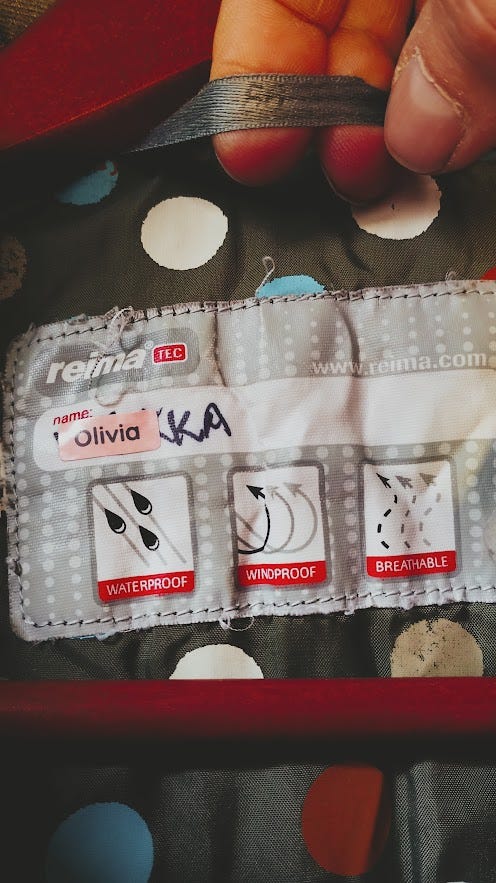 reima TEC
www.reima.com
name:
Olivia KKA
WATERPROOF
WINDPROOF
BREATHABLE